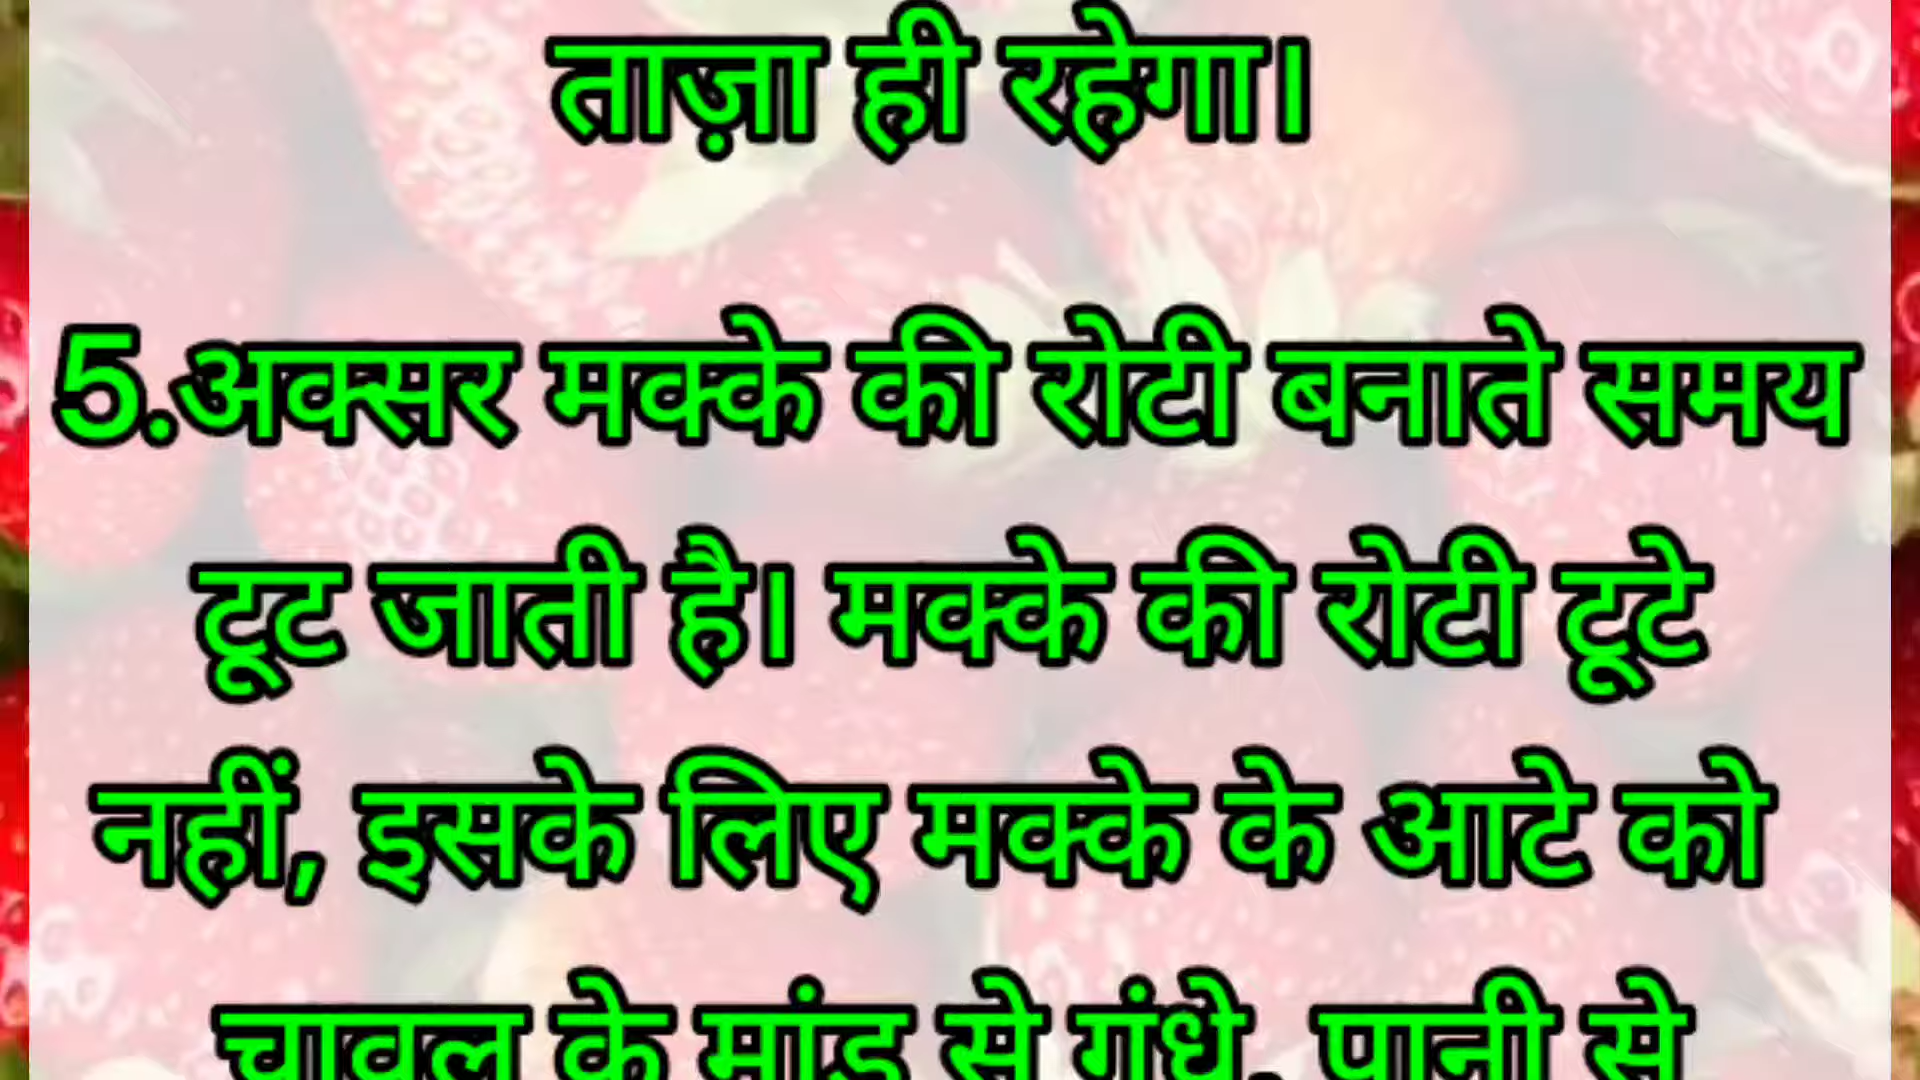 ताज़ा ही रहेगा।
5.अक्सर मक्के की रोटी बनाते समय
टूट जाती है। मक्के की रोटी टूटे
नहीं, इसके लिए मक्के के आटे को
चावल के मांड से गूंधे, पानी से